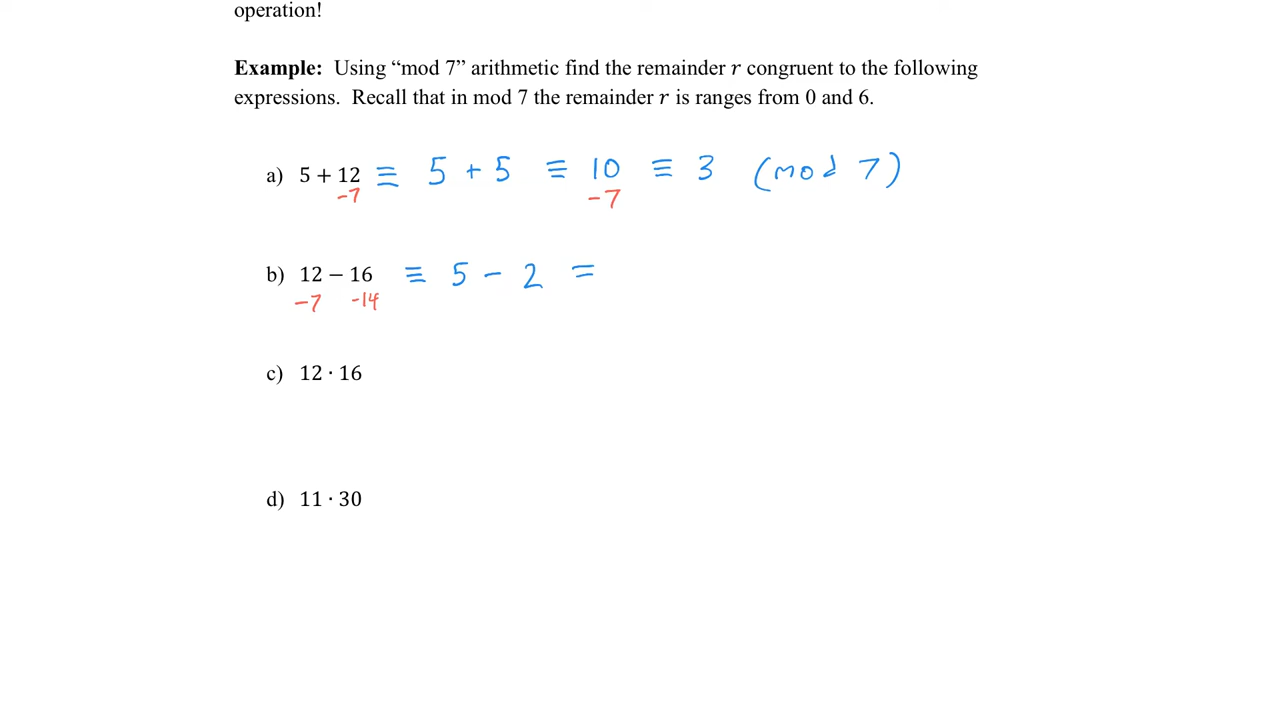 operation!
Example: Using “mod 7” arithmetic find the remainder r congruent to the following
expressions. Recall that in mod 7 the remainder r is ranges from 0 and 6.
a) 5 + 12 ≡ 5 + 5 ≡ 10 ≡ 3 (mod 7)
-7 -7
b) 12 − 16 ≡ 5 - 2 =
-7 -14
c) 12 · 16
d) 11 · 30